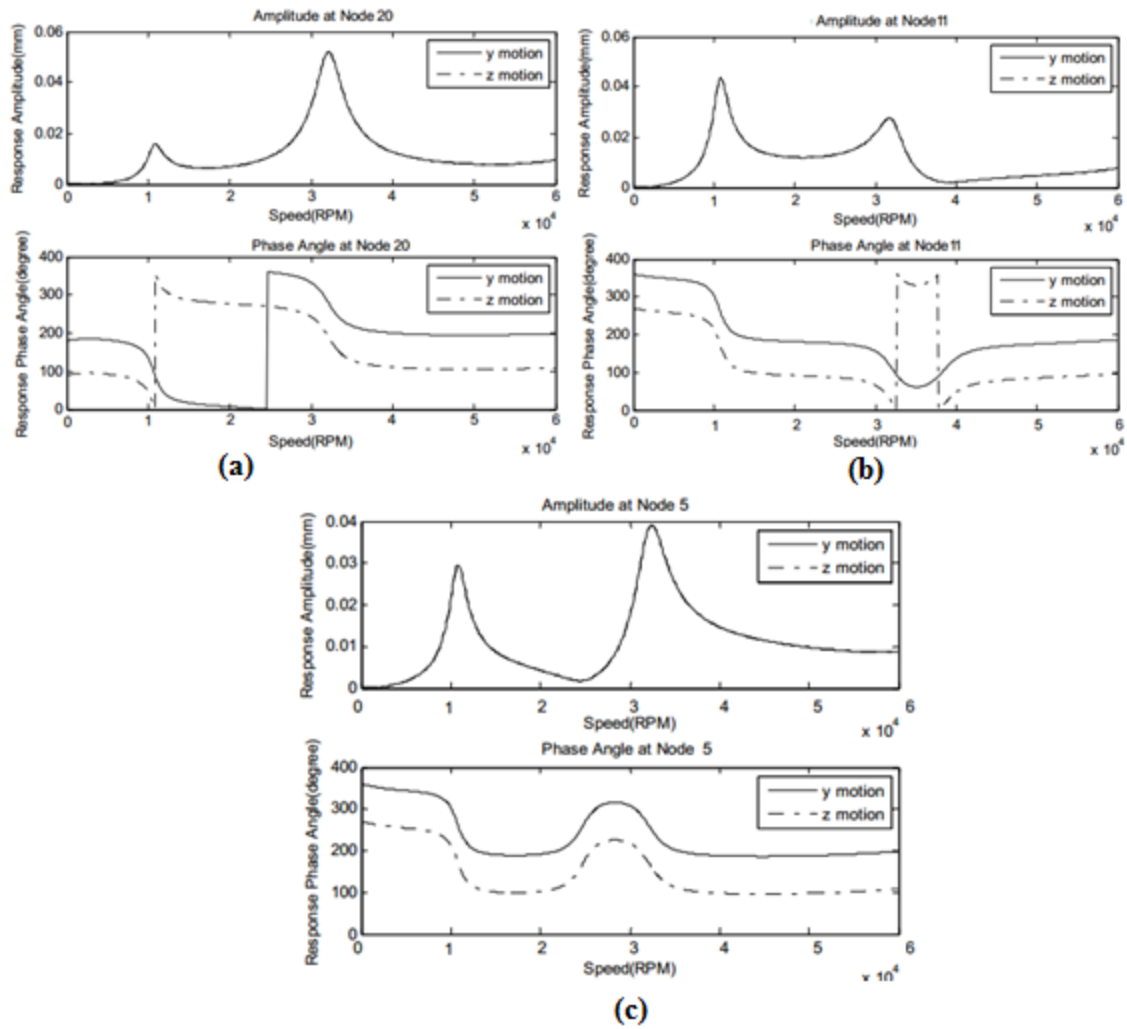 Amplitude at Node 20
Response Amplitude(mm)
0.06
0.04
0.02
0
y motion
z motion
0 1 2 3 4 5 6
Speed(RPM)
x 10^4
Phase Angle at Node 20
Response Phase Angle(degree)
400
300
200
100
0
y motion
z motion
0 1 2 3 4 5 6
Speed(RPM)
x 10^4
(a)
Amplitude at Node11
Response Amplitude(mm)
0.06
0.04
0.02
0
y motion
z motion
0 1 2 3 4 5 6
Speed(RPM)
x 10^4
Phase Angle at Node11
Response Phase Angle(degree)
400
300
200
100
0
y motion
z motion
0 1 2 3 4 5 6
Speed(RPM)
x 10^4
(b)
Amplitude at Node 5
Response Amplitude(mm)
0.04
0.03
0.02
0.01
0
y motion
z motion
0 1 2 3 4 5 6
Speed(RPM)
x 10^4
Phase Angle at Node 5
Response Phase Angle(degree)
400
300
200
100
0
y motion
z motion
0 1 2 3 4 5 6
Speed(RPM)
x 10^4
(c)